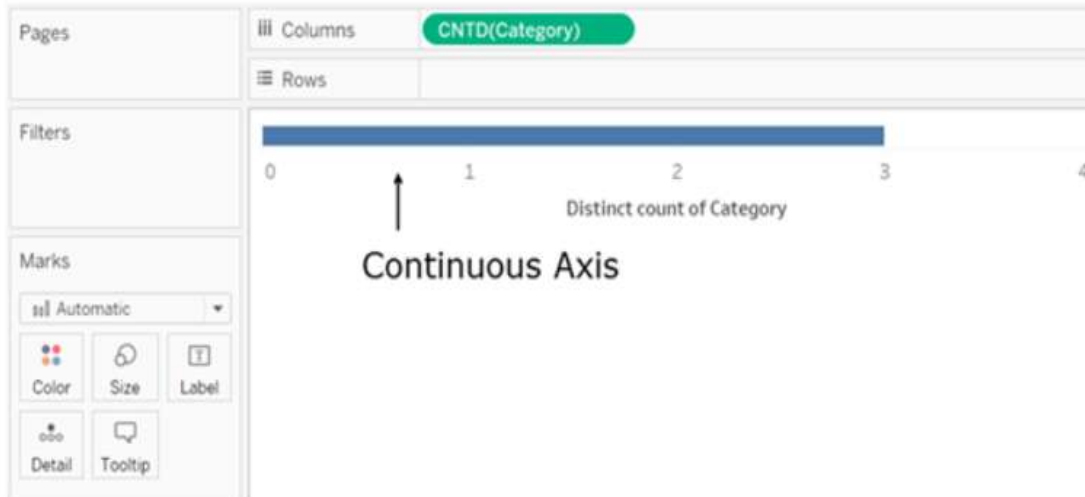 Pages
Columns
CNTD(Category)
Rows
Filters
0 1 2 3 4
Distinct count of Category
Continuous Axis
Marks
Automatic
Color Size Label
Detail Tooltip